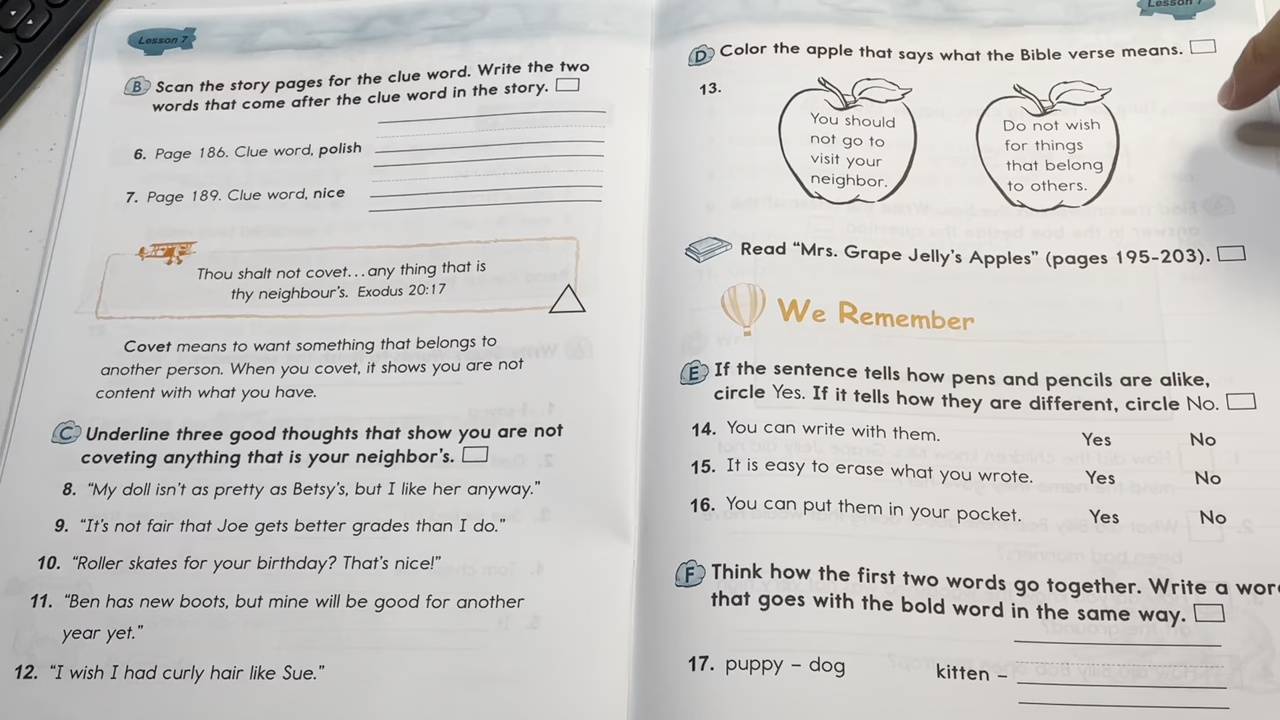 Lesson 7
B Scan the story pages for the clue word. Write the two
words that come after the clue word in the story.
6. Page 186. Clue word, polish
7. Page 189. Clue word, nice
Thou shalt not covet...any thing that is
thy neighbour's. Exodus 20:17
Covet means to want something that belongs to
another person. When you covet, it shows you are not
content with what you have.
C Underline three good thoughts that show you are not
coveting anything that is your neighbor's.
8. "My doll isn't as pretty as Betsy's, but I like her anyway."
9. "It's not fair that Joe gets better grades than I do."
10. "Roller skates for your birthday? That's nice!"
11. "Ben has new boots, but mine will be good for another
year yet."
12. "I wish I had curly hair like Sue."
Lesson 7
D Color the apple that says what the Bible verse means.
13.
You should
not go to
visit your
neighbor.
Do not wish
for things
that belong
to others.
Read "Mrs. Grape Jelly's Apples" (pages 195-203).
We Remember
E If the sentence tells how pens and pencils are alike,
circle Yes. If it tells how they are different, circle No.
14. You can write with them. Yes No
15. It is easy to erase what you wrote. Yes No
16. You can put them in your pocket. Yes No
F Think how the first two words go together. Write a wor
that goes with the bold word in the same way.
17. puppy – dog kitten –